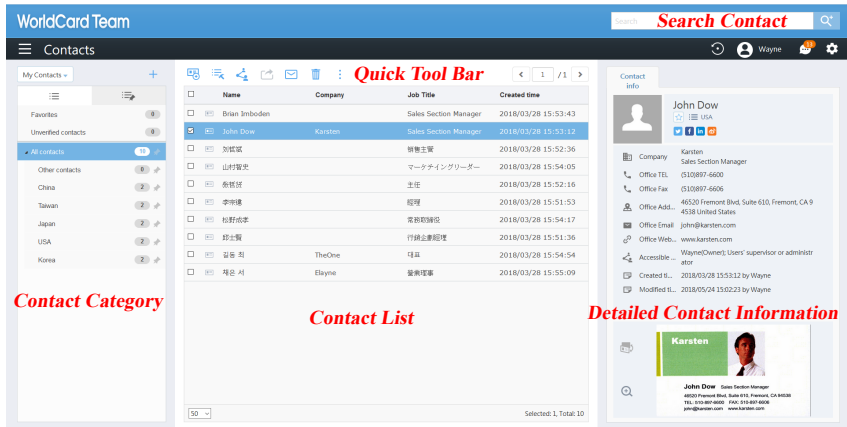 WorldCard Team
Search
Search Contact
Contacts
Wayne
11
My Contacts
Quick Tool Bar
1 / 1
Contact info
Favorites 0
Unverified contacts 0
All contacts 10
Other contacts 0
China 2
Taiwan 2
Japan 2
USA 2
Korea 2
Contact Category
Name Company Job Title Created time
Brian Imboden Sales Section Manager 2018/03/28 15:53:43
John Dow Karsten Sales Section Manager 2018/03/28 15:53:12
刘哲斌 销售主管 2018/03/28 15:52:36
山村智史 マーケティングリーダー 2018/03/28 15:54:05
主任 2018/03/28 15:52:16
李宗德 經理 2018/03/28 15:51:53
松野成孝 常務取締役 2018/03/28 15:54:17
邱士賢 行銷企劃經理 2018/03/28 15:51:36
길동 최 TheOne 대표 2018/03/28 15:54:54
채은 서 Elayne 營業理事 2018/03/28 15:55:09
Contact List
50
Selected: 1, Total: 10
John Dow
USA
Company Karsten
Sales Section Manager
Office TEL (510)897-6600
Office Fax (510)897-6606
Office Add... 46520 Fremont Blvd, Suite 610, Fremont, CA 9
4538 United States
Office Email john@karsten.com
Office Web... www.karsten.com
Accessible ... Wayne(Owner); Users' supervisor or administr
ator
Created ti... 2018/03/28 15:53:12 by Wayne
Modified ti... 2018/05/24 15:02:23 by Wayne
Detailed Contact Information
Karsten
John Dow Sales Section Manager
46520 Fremont Blvd, Suite 610, Fremont, CA 94538
TEL: 510-897-6600 FAX: 510-897-6606
john@karsten.com www.karsten.com